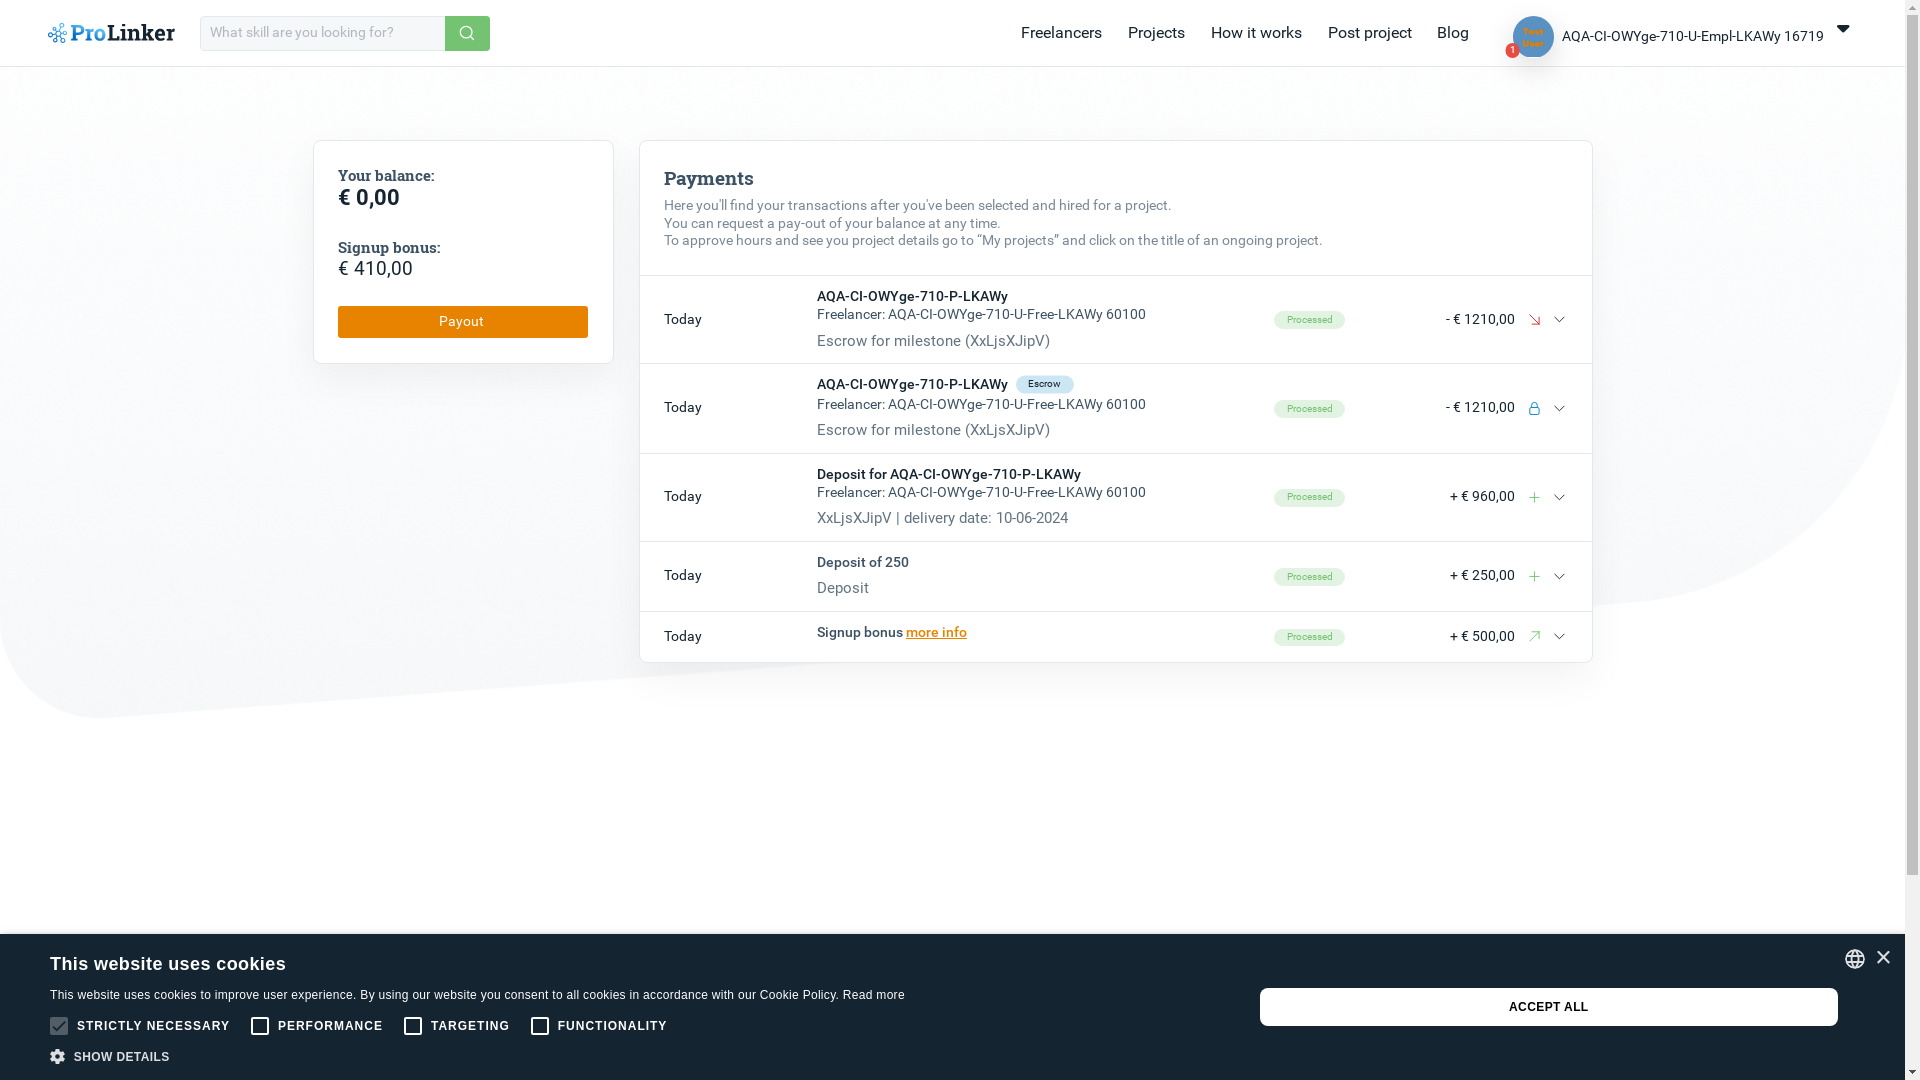 ProLinker
What skill are you looking for?
Freelancers
Projects
How it works
Post project
Blog
Test
User
1
AQA-CI-OWYge-710-U-Empl-LKAWy 16719
Your balance:
€ 0,00
Signup bonus:
€ 410,00
Payout
Payments
Here you'll find your transactions after you've been selected and hired for a project.
You can request a pay-out of your balance at any time.
To approve hours and see you project details go to “My projects” and click on the title of an ongoing project.
Today
AQA-CI-OWYge-710-P-LKAWy
Freelancer: AQA-CI-OWYge-710-U-Free-LKAWy 60100
Escrow for milestone (XxLjsXJipV)
Processed
- € 1210,00
Today
AQA-CI-OWYge-710-P-LKAWy Escrow
Freelancer: AQA-CI-OWYge-710-U-Free-LKAWy 60100
Escrow for milestone (XxLjsXJipV)
Processed
- € 1210,00
Today
Deposit for AQA-CI-OWYge-710-P-LKAWy
Freelancer: AQA-CI-OWYge-710-U-Free-LKAWy 60100
XxLjsXJipV | delivery date: 10-06-2024
Processed
+ € 960,00
Today
Deposit of 250
Deposit
Processed
+ € 250,00
Today
Signup bonus more info
Processed
+ € 500,00
This website uses cookies
This website uses cookies to improve user experience. By using our website you consent to all cookies in accordance with our Cookie Policy. Read more
STRICTLY NECESSARY
PERFORMANCE
TARGETING
FUNCTIONALITY
SHOW DETAILS
ACCEPT ALL